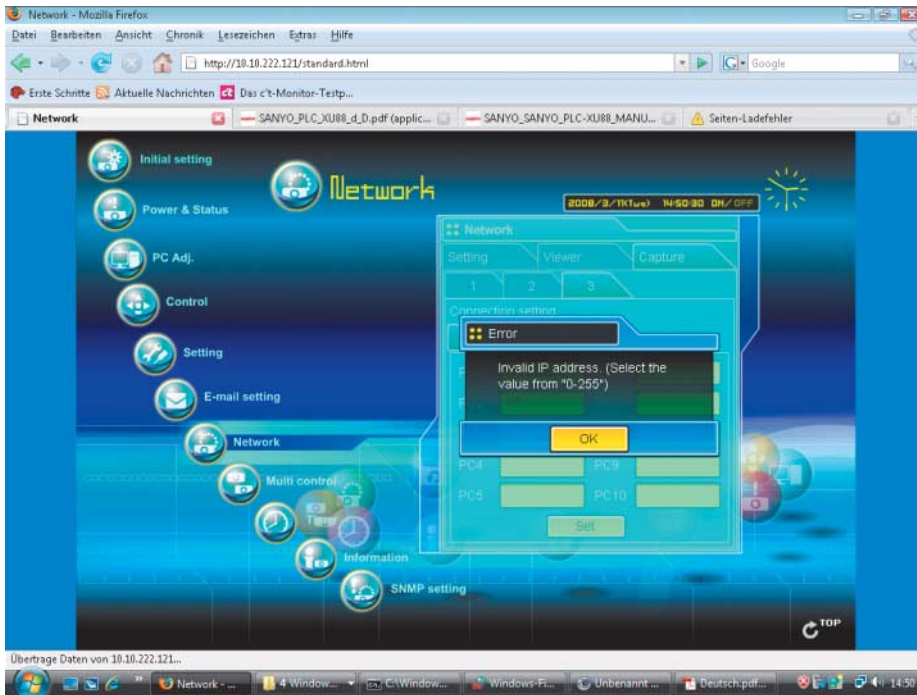 Network - Mozilla Firefox
Datei Bearbeiten Ansicht Chronik Lesezeichen Extras Hilfe
http://10.10.222.121/standard.html
Google
Erste Schritte Aktuelle Nachrichten Das c't-Monitor-Testp...
Network
SANYO_PLC_XU88_d_D.pdf (applic...
SANYO_SANYO_PLC-XU88_MANU...
Seiten-Ladefehler
Initial setting
Power & Status
PC Adj.
Control
Setting
E-mail setting
Network
Multi control
Information
SNMP setting
Network
2008/3/11(Tue) 14:50:30 ON/OFF
Network
Setting Viewer Capture
1 2 3
Connection setting
Error
Invalid IP address. (Select the
value from "0-255")
OK
PC4 PC9
PC5 PC10
Set
TOP
Übertrage Daten von 10.10.222.121...
Network - ...
4 Window...
C:\Window...
Windows-Fi...
Unbenannt ...
Deutsch.pdf...